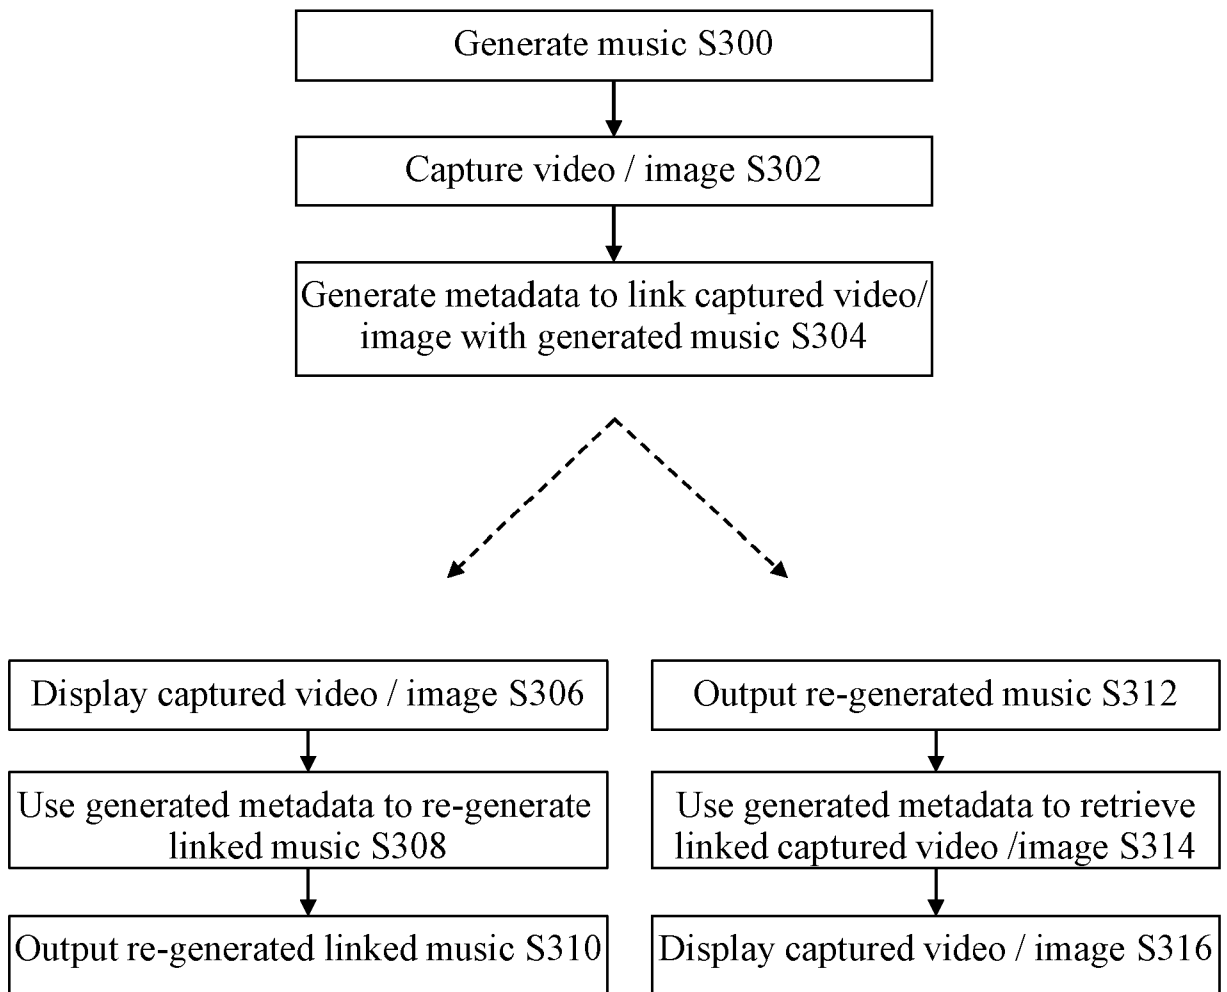 Generate music S300
Capture video / image S302
Generate metadata to link captured video/
image with generated music S304
Display captured video / image S306
Use generated metadata to re-generate
linked music S308
Output re-generated linked music S310
Output re-generated music S312
Use generated metadata to retrieve
linked captured video /image S314
Display captured video / image S316